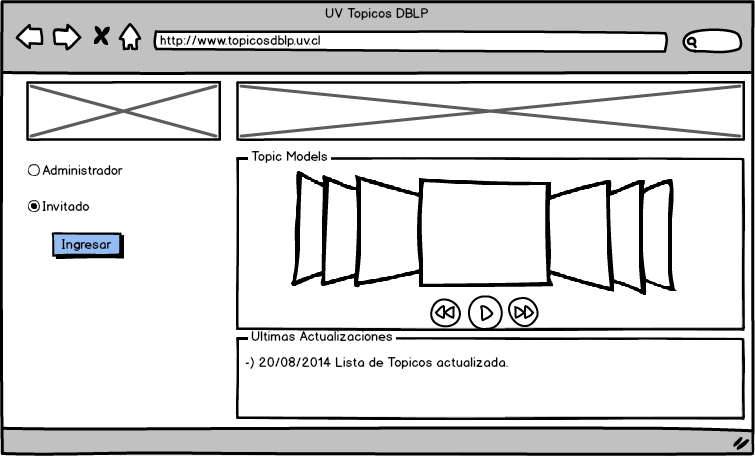 UV Topicos DBLP
http://www.topicosdblp.uv.cl
Administrador
Invitado
Ingresar
Topic Models
Ultimas Actualizaciones
-) 20/08/2014 Lista de Topicos actualizada.